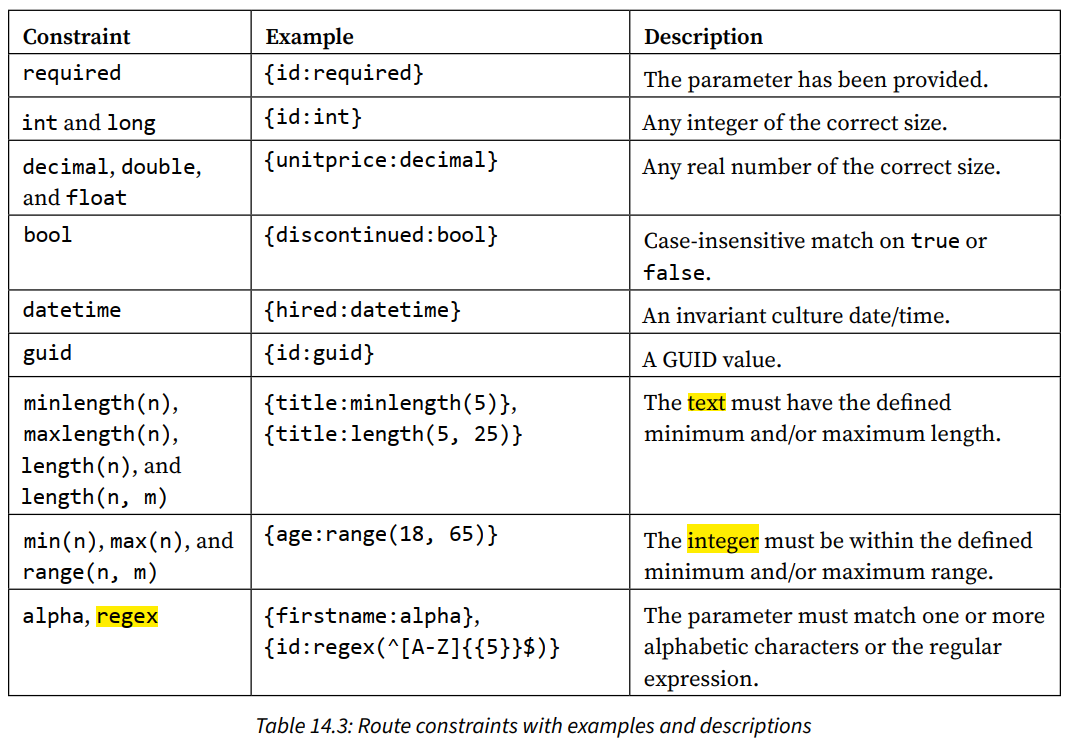 Constraint Example Description
required {id:required} The parameter has been provided.
int and long {id:int} Any integer of the correct size.
decimal, double, {unitprice:decimal} Any real number of the correct size.
and float
bool {discontinued:bool} Case-insensitive match on true or
false.
datetime {hired:datetime} An invariant culture date/time.
guid {id:guid} A GUID value.
minlength(n), {title:minlength(5)}, The text must have the defined
maxlength(n), {title:length(5, 25)} minimum and/or maximum length.
length(n), and
length(n, m)
min(n), max(n), and {age:range(18, 65)} The integer must be within the defined
range(n, m) minimum and/or maximum range.
alpha, regex {firstname:alpha}, The parameter must match one or more
{id:regex(^[A-Z]{{5}}$)} alphabetic characters or the regular
expression.
Table 14.3: Route constraints with examples and descriptions